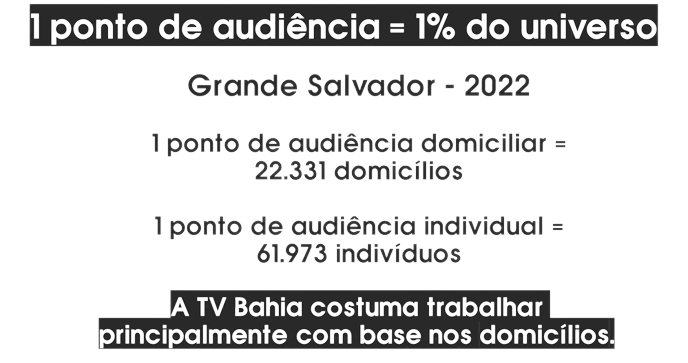 1 ponto de audiência = 1% do universo
Grande Salvador - 2022
1 ponto de audiência domiciliar =
22.331 domicílios
1 ponto de audiência individual =
61.973 indivíduos
A TV Bahia costuma trabalhar
principalmente com base nos domicílios.